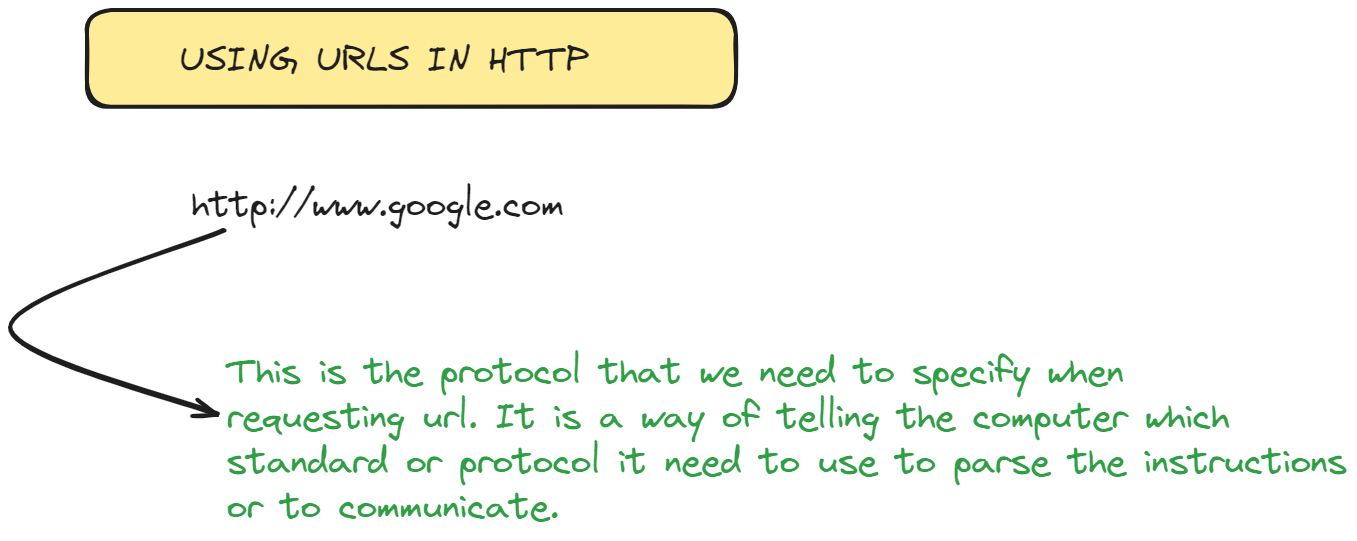 USING URLS IN HTTP
http://www.google.com
This is the protocol that we need to specify when
requesting url. It is a way of telling the computer which
standard or protocol it need to use to parse the instructions
or to communicate.